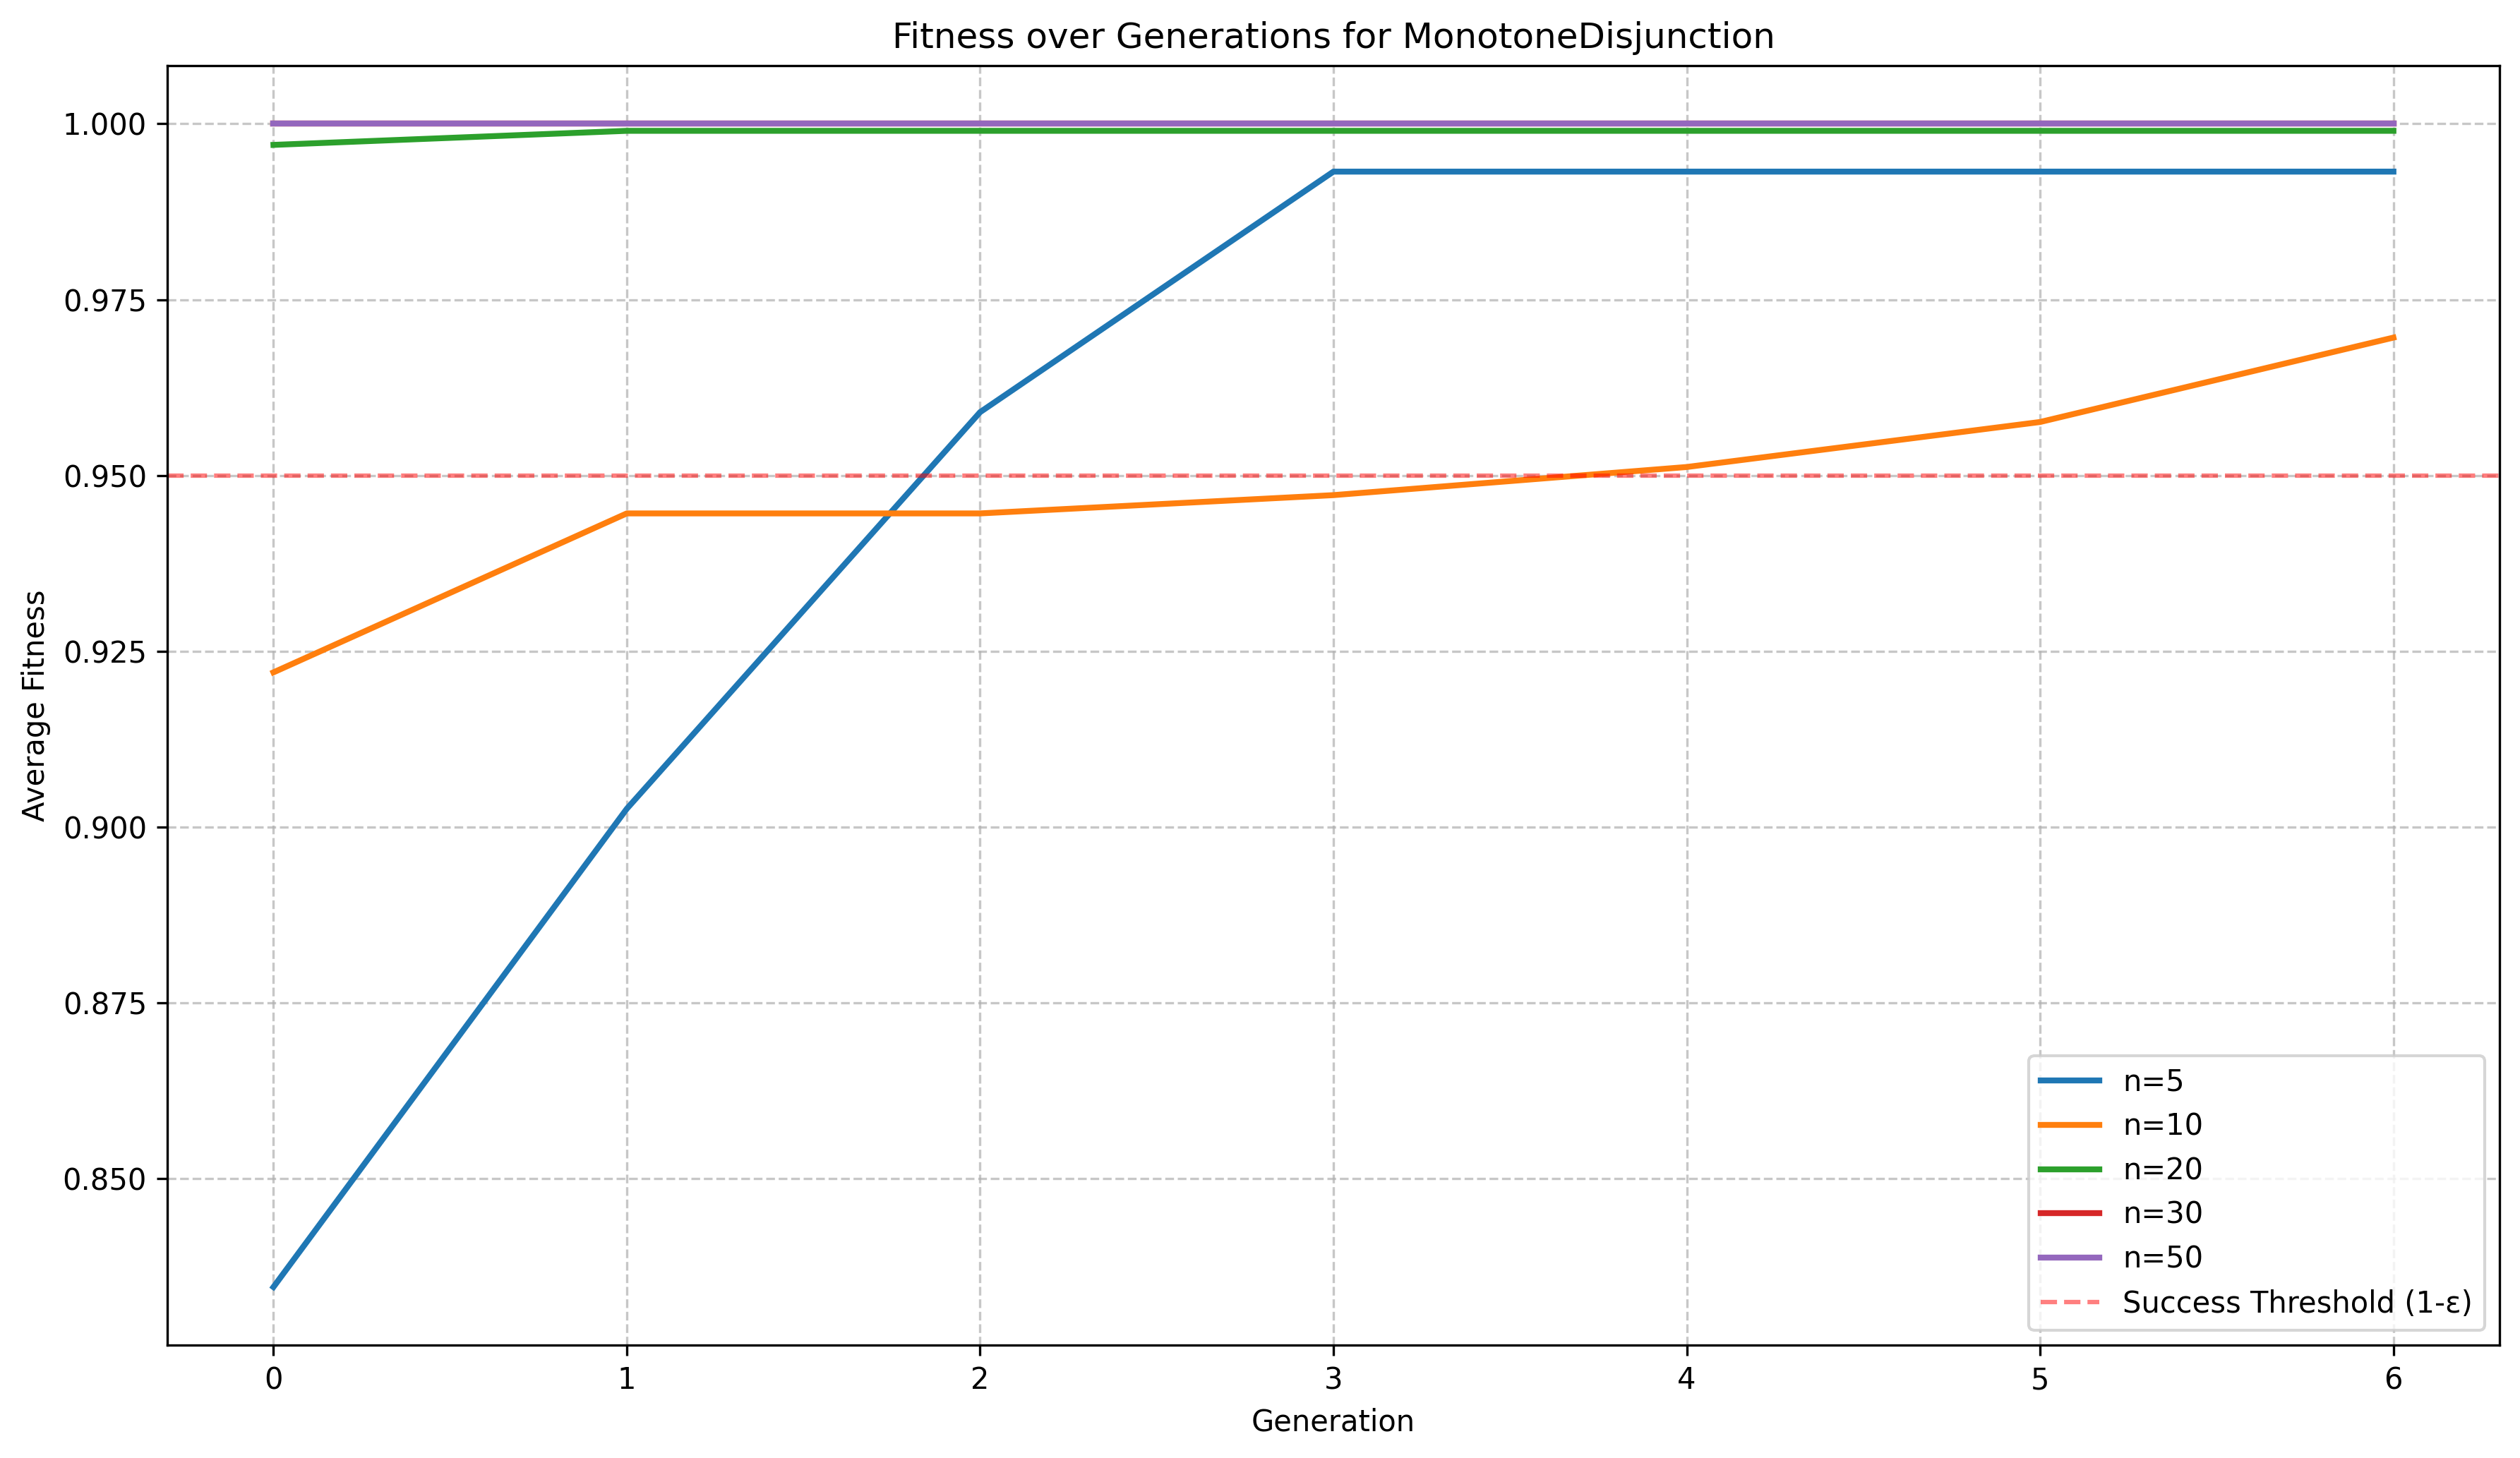 Fitness over Generations for MonotoneDisjunction
1.000
0.975
0.950
0.925
0.900
0.875
0.850
Average Fitness
0 1 2 3 4 5 6
Generation
n=5
n=10
n=20
n=30
n=50
Success Threshold (1-ε)